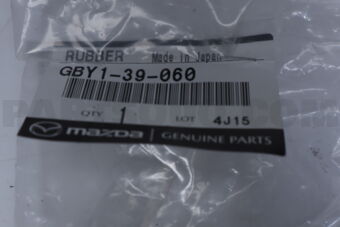 RUBBER Made in Japan
GBY1-39-060
QTY 1 LOT 4J15
mazda GENUINE PARTS